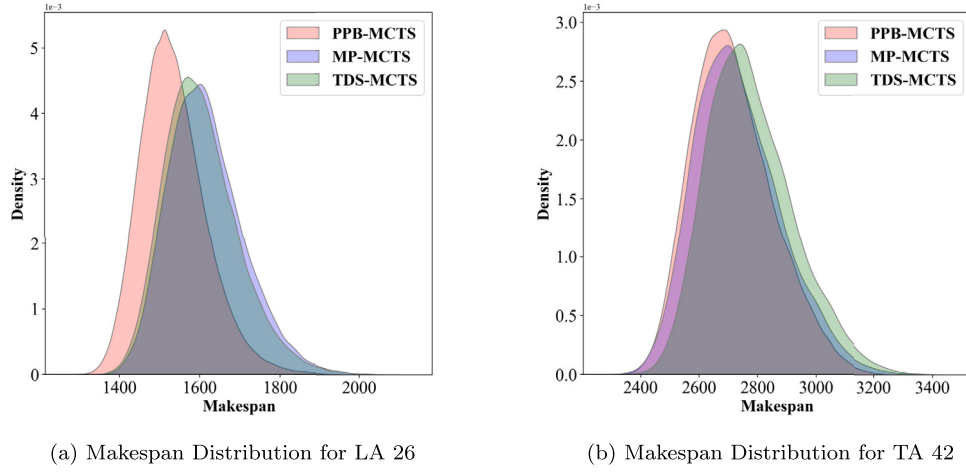 1e−3
PPB-MCTS
MP-MCTS
TDS-MCTS
5
4
3
2
1
0
Density
1400 1600 1800 2000
Makespan
(a) Makespan Distribution for LA 26
1e−3
PPB-MCTS
MP-MCTS
TDS-MCTS
3.0
2.5
2.0
1.5
1.0
0.5
0.0
Density
2400 2600 2800 3000 3200 3400
Makespan
(b) Makespan Distribution for TA 42